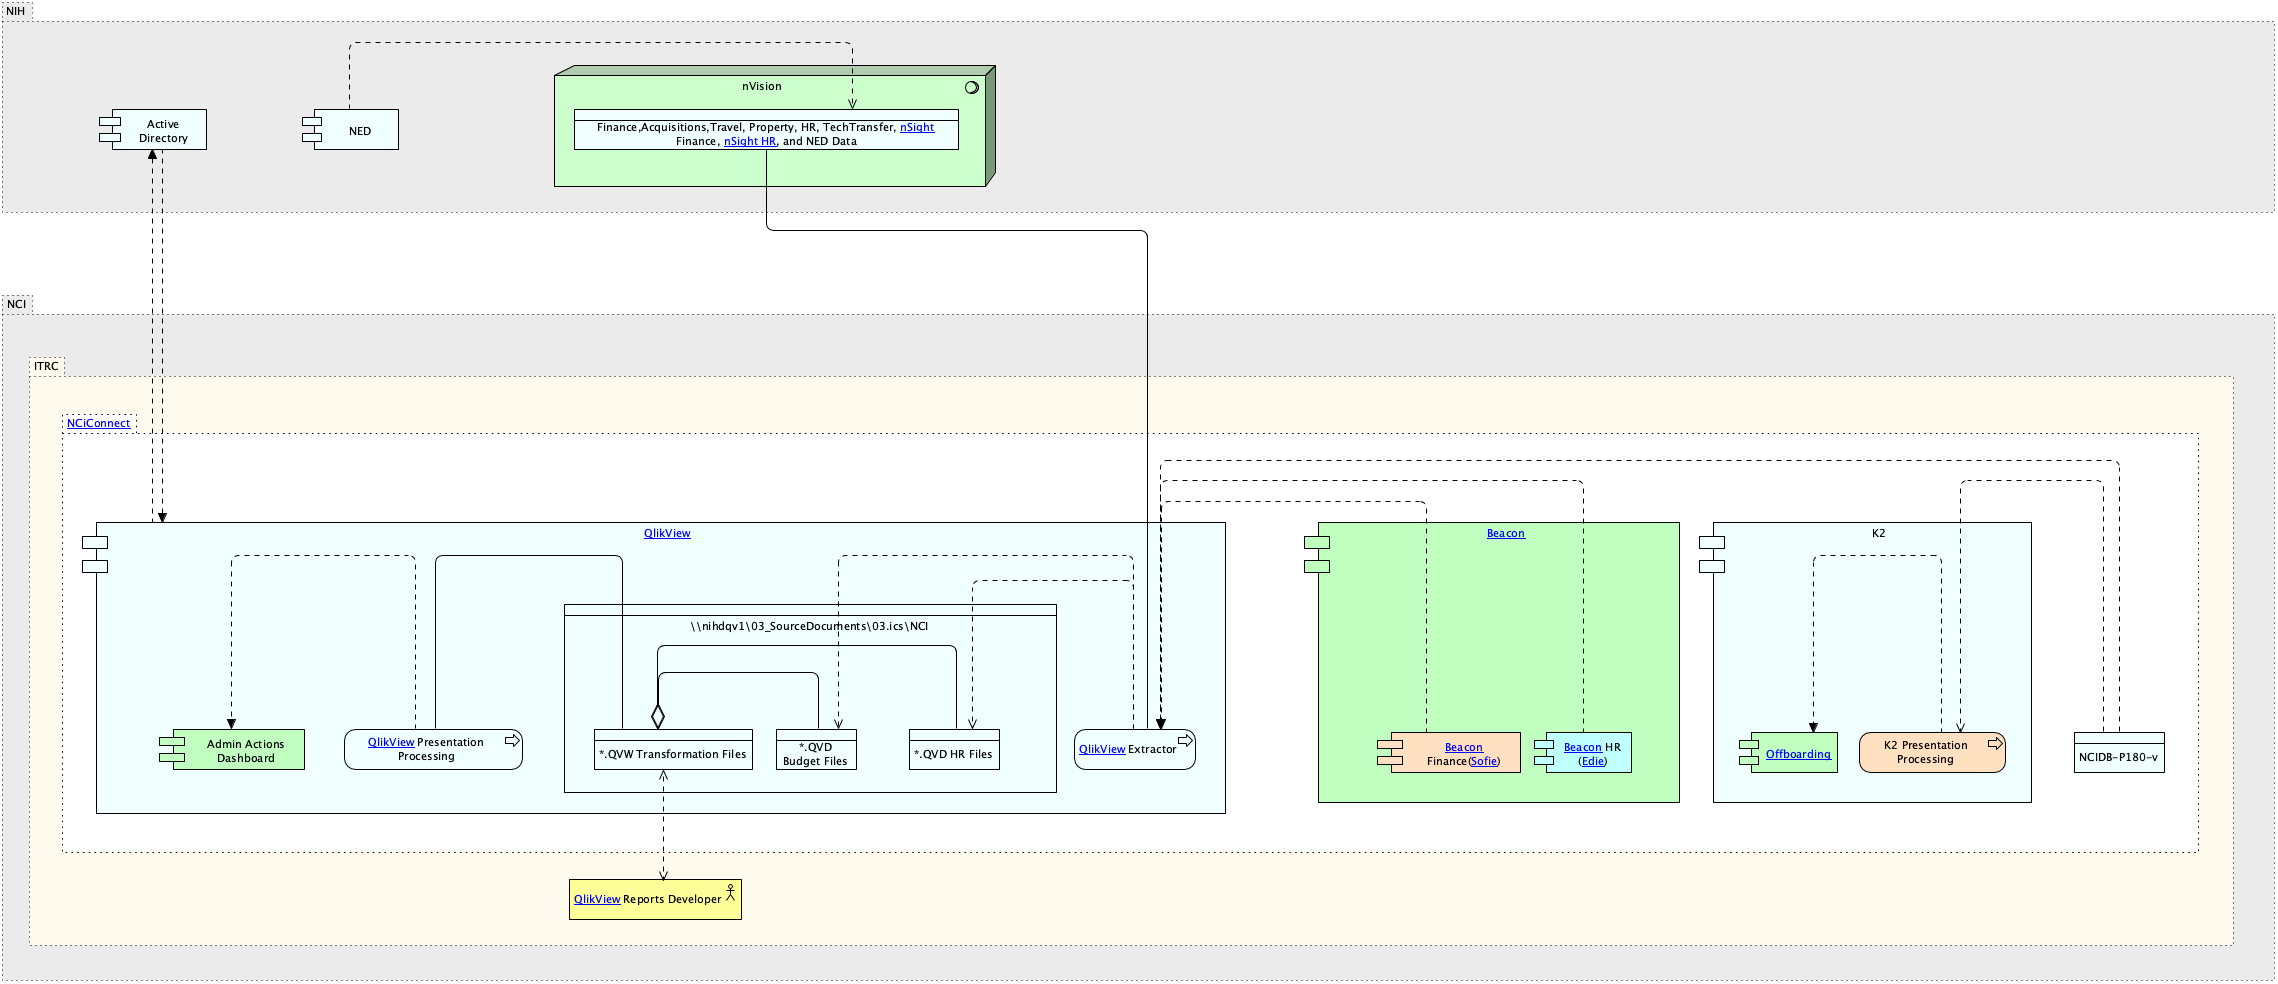 NIH
nVision
Active
Directory
NED
Finance,Acquisitions,Travel, Property, HR, TechTransfer, nSight
Finance, nSight HR, and NED Data
NCI
ITRC
NCiConnect
QlikView
Beacon
K2
\\nihdqv1\03_SourceDocuments\03.ics\NCI
Admin Actions
Dashboard
QlikView Presentation
Processing
*.QVW Transformation Files
*.QVD
Budget Files
*.QVD HR Files
QlikView Extractor
Beacon
Finance(Sofie)
Beacon HR
(Edie)
Offboarding
K2 Presentation
Processing
NCIDB-P180-v
QlikView Reports Developer